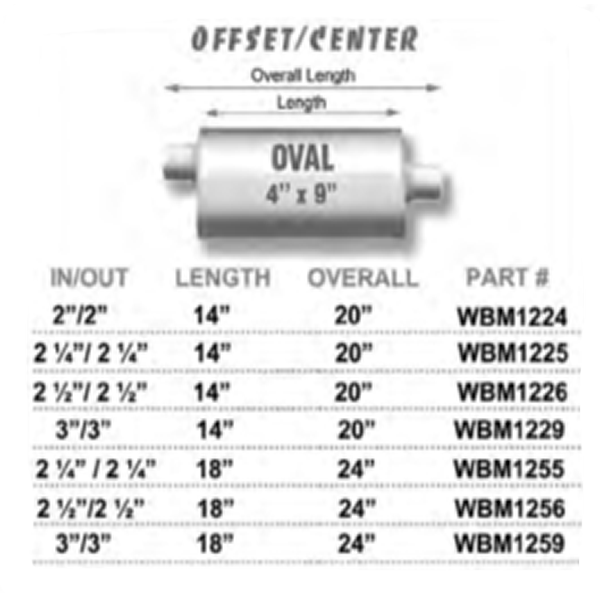 OFFSET/CENTER
Overall Length
Length
OVAL
4” x 9”
IN/OUT LENGTH OVERALL PART #
2”/2” 14” 20” WBM1224
2 ¼”/ 2 ¼” 14” 20” WBM1225
2 ½”/ 2 ½” 14” 20” WBM1226
3”/3” 14” 20” WBM1229
2 ¼” / 2 ¼” 18” 24” WBM1255
2 ½”/2 ½” 18” 24” WBM1256
3”/3” 18” 24” WBM1259